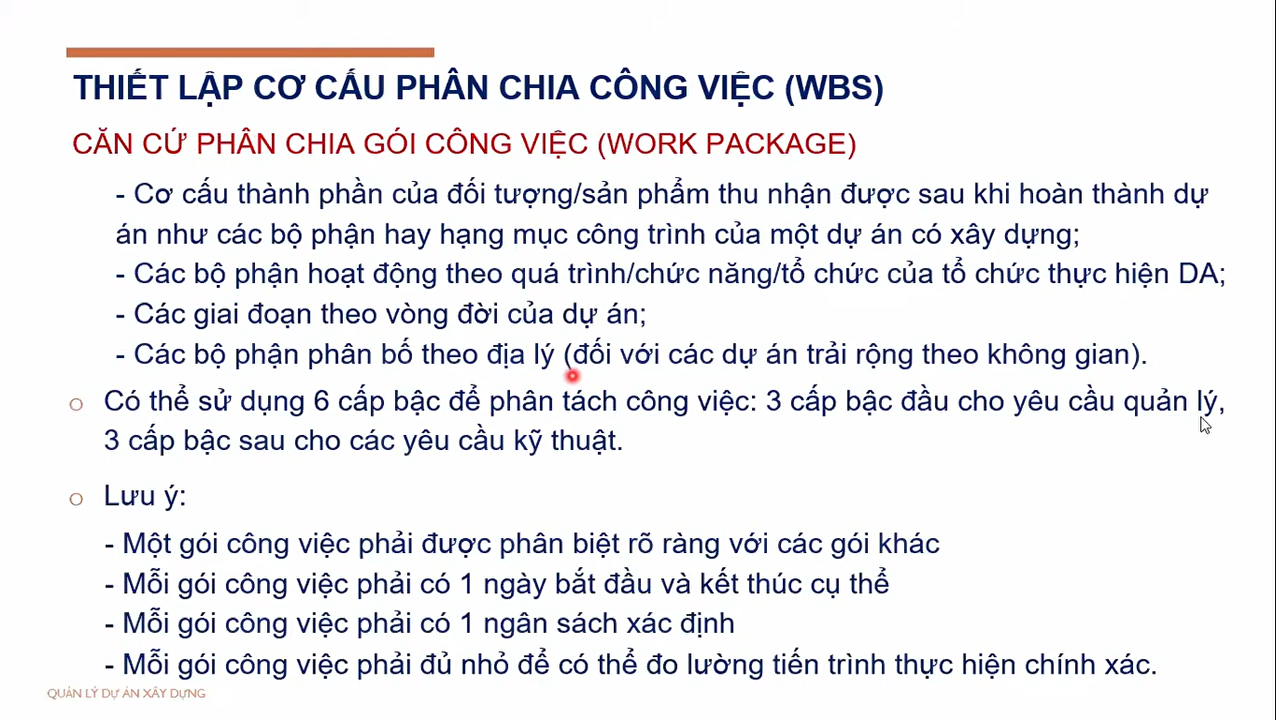 THIẾT LẬP CƠ CẤU PHÂN CHIA CÔNG VIỆC (WBS)
CĂN CỨ PHÂN CHIA GÓI CÔNG VIỆC (WORK PACKAGE)
- Cơ cấu thành phần của đối tượng/sản phẩm thu nhận được sau khi hoàn thành dự
án như các bộ phận hay hạng mục công trình của một dự án có xây dựng;
- Các bộ phận hoạt động theo quá trình/chức năng/tổ chức của tổ chức thực hiện DA;
- Các giai đoạn theo vòng đời của dự án;
- Các bộ phận phân bố theo địa lý (đối với các dự án trải rộng theo không gian).
o Có thể sử dụng 6 cấp bậc để phân tách công việc: 3 cấp bậc đầu cho yêu cầu quản lý,
3 cấp bậc sau cho các yêu cầu kỹ thuật.
o Lưu ý:
- Một gói công việc phải được phân biệt rõ ràng với các gói khác
- Mỗi gói công việc phải có 1 ngày bắt đầu và kết thúc cụ thể
- Mỗi gói công việc phải có 1 ngân sách xác định
- Mỗi gói công việc phải đủ nhỏ để có thể đo lường tiến trình thực hiện chính xác.
QUẢN LÝ DỰ ÁN XÂY DỰNG